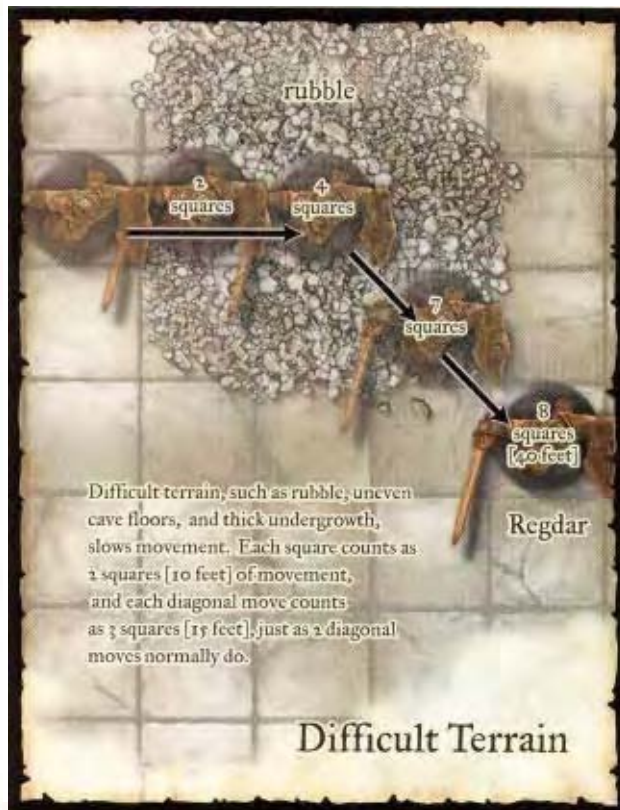 rubble
2
squares
4
squares
7
squares
8
squares
[40 feet]
Regdar
Difficult terrain, such as rubble, uneven
cave floors, and thick undergrowth,
slows movement. Each square counts as
2 squares [10 feet] of movement,
and each diagonal move counts
as 3 squares [15 feet], just as 2 diagonal
moves normally do.
Difficult Terrain